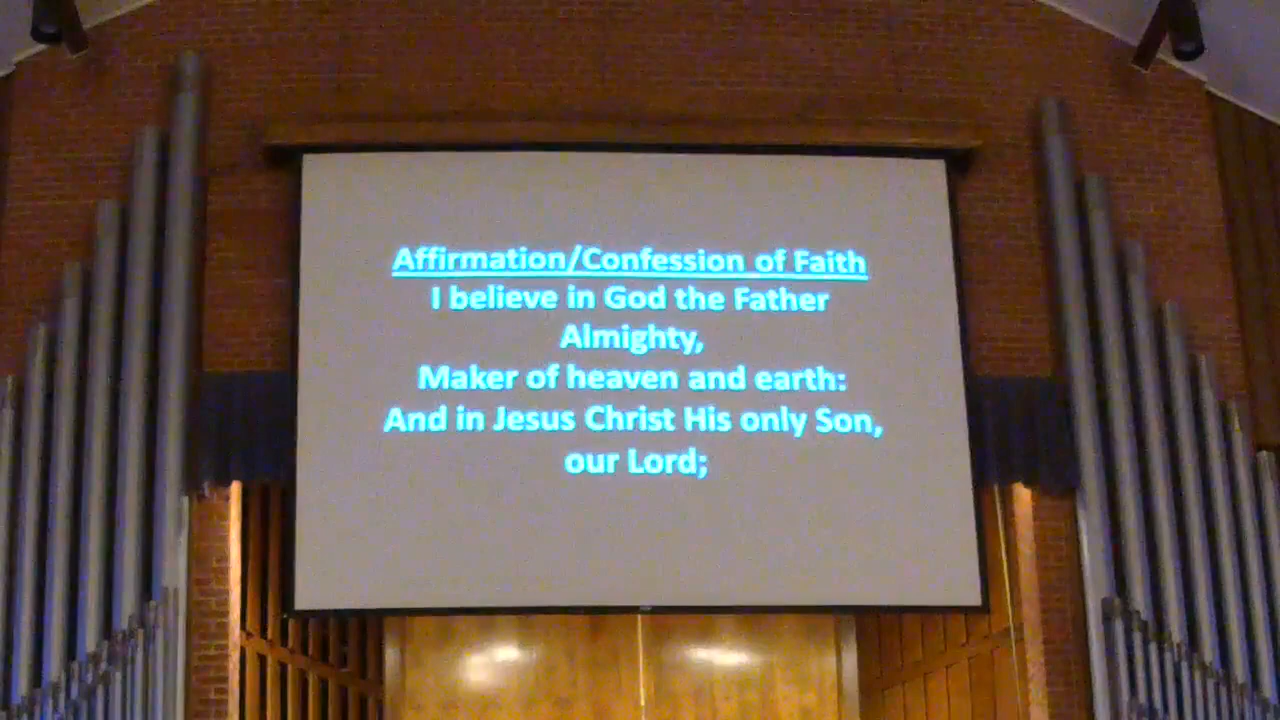 Affirmation/Confession of Faith
I believe in God the Father
Almighty,
Maker of heaven and earth:
And in Jesus Christ His only Son,
our Lord;